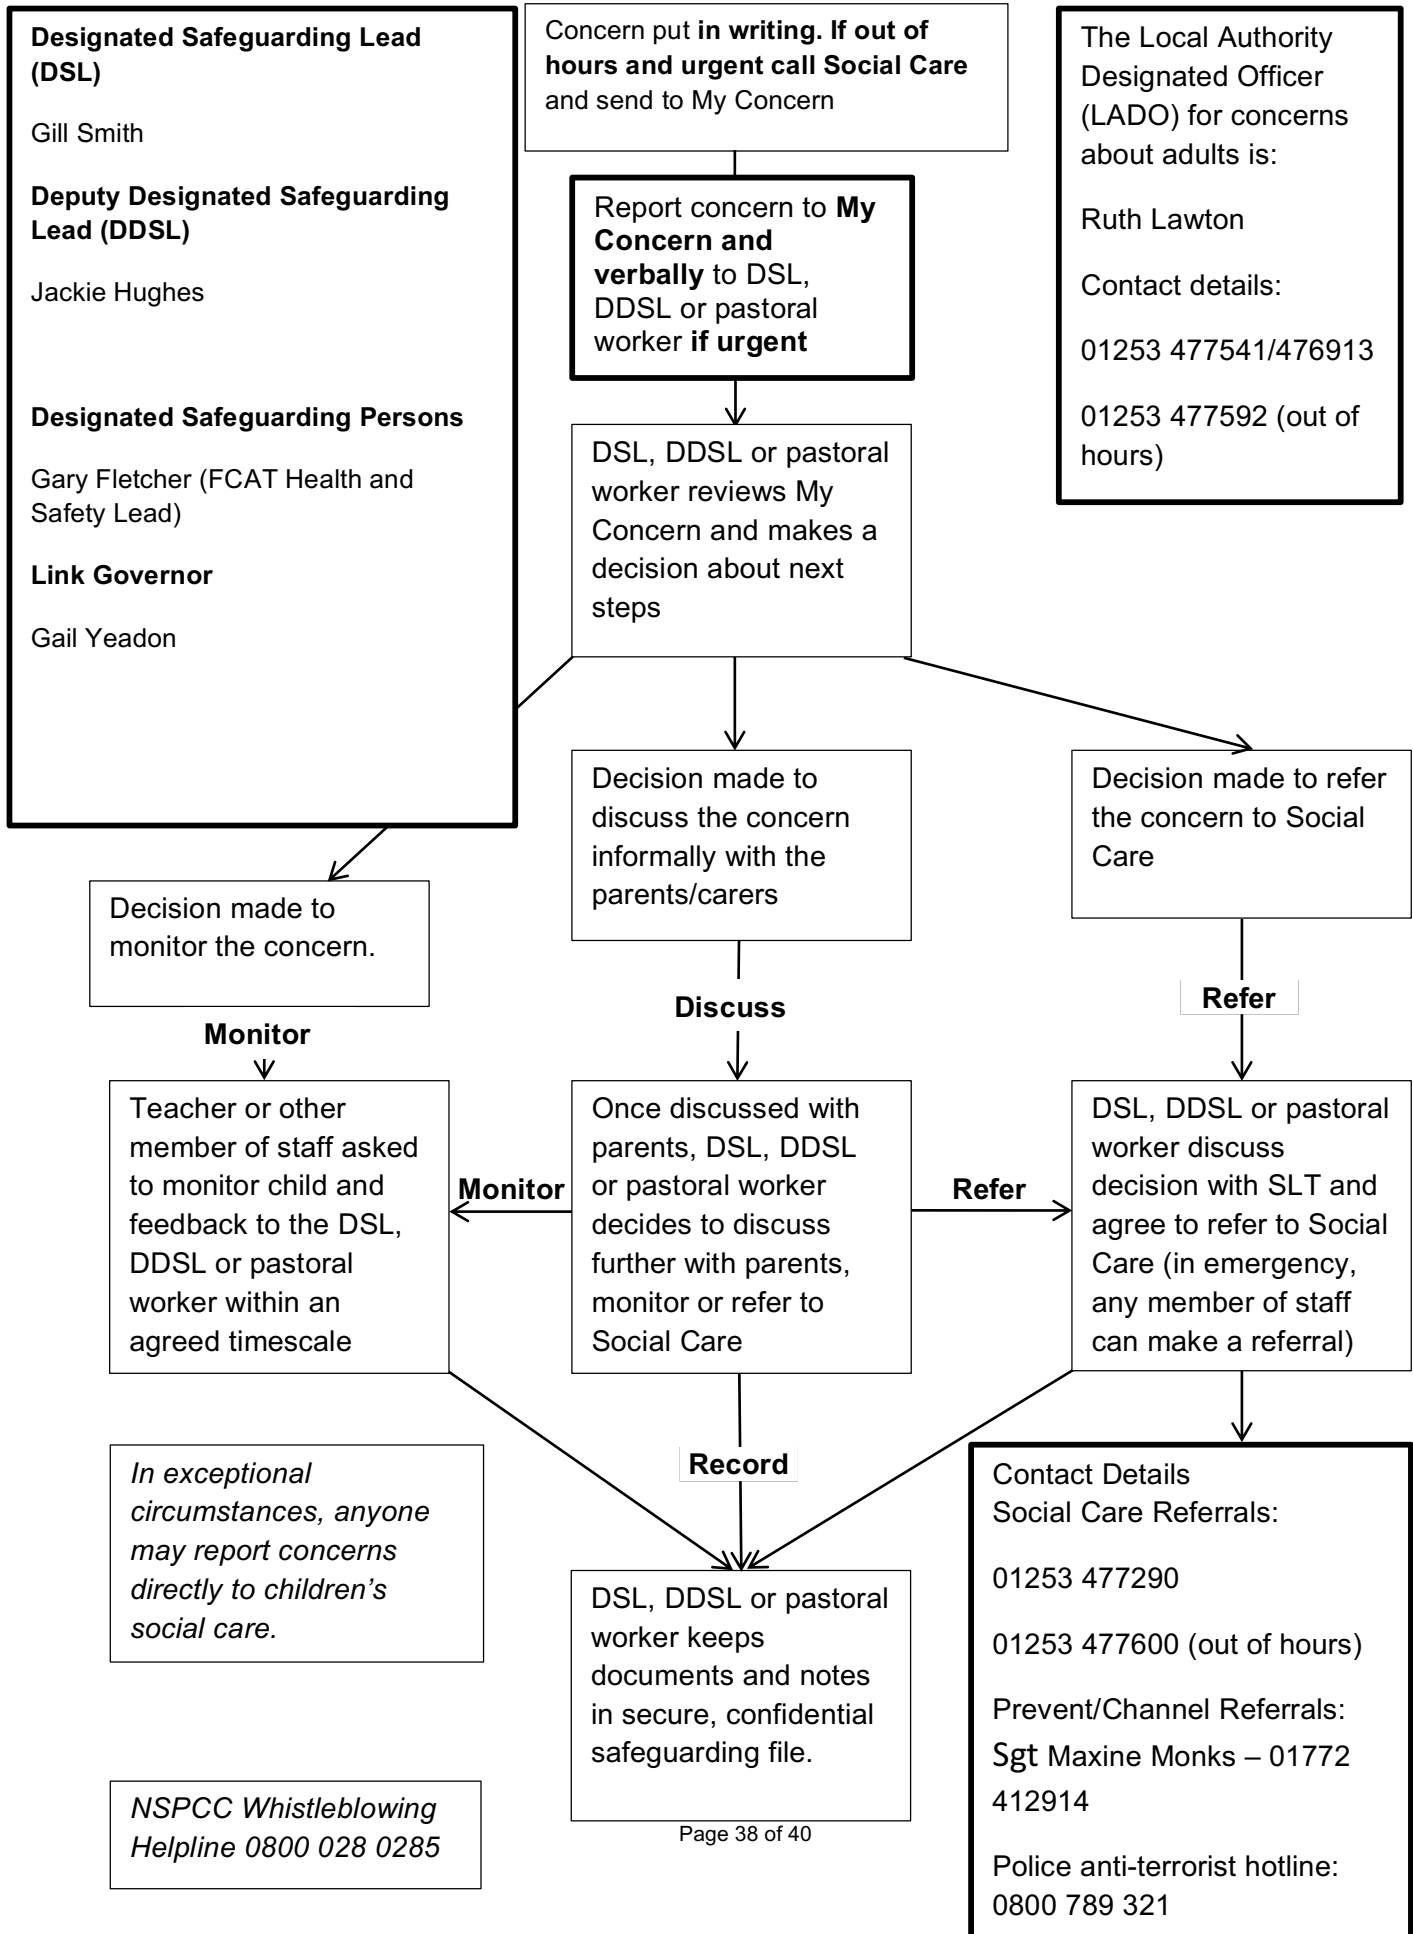 Designated Safeguarding Lead
(DSL)
Gill Smith
Deputy Designated Safeguarding
Lead (DDSL)
Jackie Hughes
Designated Safeguarding Persons
Gary Fletcher (FCAT Health and
Safety Lead)
Link Governor
Gail Yeadon
Concern put in writing. If out of
hours and urgent call Social Care
and send to My Concern
The Local Authority
Designated Officer
(LADO) for concerns
about adults is:
Ruth Lawton
Contact details:
01253 477541/476913
01253 477592 (out of
hours)
Report concern to My
Concern and
verbally to DSL,
DDSL or pastoral
worker if urgent
DSL, DDSL or pastoral
worker reviews My
Concern and makes a
decision about next
steps
Decision made to
monitor the concern.
Decision made to
discuss the concern
informally with the
parents/carers
Decision made to refer
the concern to Social
Care
Monitor
Discuss
Refer
Teacher or other
member of staff asked
to monitor child and
feedback to the DSL,
DDSL or pastoral
worker within an
agreed timescale
Monitor
Once discussed with
parents, DSL, DDSL
or pastoral worker
decides to discuss
further with parents,
monitor or refer to
Social Care
Refer
DSL, DDSL or pastoral
worker discuss
decision with SLT and
agree to refer to Social
Care (in emergency,
any member of staff
can make a referral)
In exceptional
circumstances, anyone
may report concerns
directly to children's
social care.
Record
DSL, DDSL or pastoral
worker keeps
documents and notes
in secure, confidential
safeguarding file.
Contact Details
Social Care Referrals:
01253 477290
01253 477600 (out of hours)
Prevent/Channel Referrals:
Sgt Maxine Monks – 01772
412914
Police anti-terrorist hotline:
0800 789 321
NSPCC Whistleblowing
Helpline 0800 028 0285
Page 38 of 40